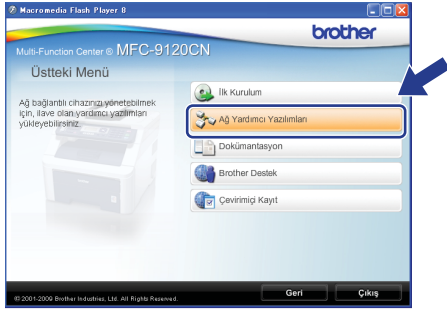 Macromedia Flash Player 8
brother
Multi-Function Center ® MFC-9120CN
Üstteki Menü
Ağ bağlantılı cihazınızı yönetebilmek
için, ilave olan yardımcı yazılımları
yükleyebilirsiniz.
İlk Kurulum
Ağ Yardımcı Yazılımları
Dokümantasyon
Brother Destek
Çevirimiçi Kayıt
© 2001-2009 Brother Industries, Ltd. All Rights Reserved.
Geri
Çıkış